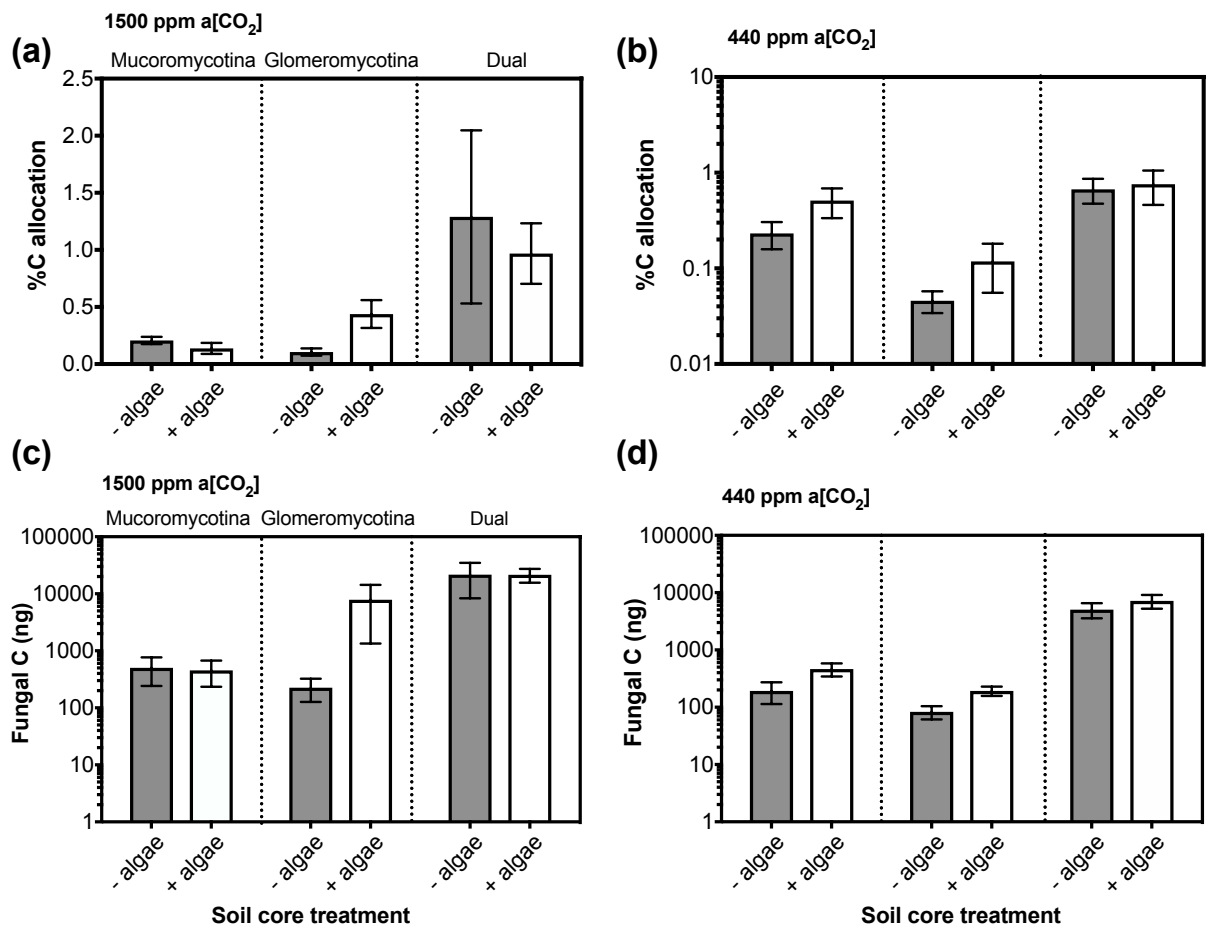 1500 ppm a[CO₂]
(a)
Mucoromycotina Glomeromycotina Dual
2.5
2.0
1.5
1.0
0.5
0.0
%C allocation
- algae
+ algae
- algae
+ algae
- algae
+ algae
(b)
440 ppm a[CO₂]
10
1
0.1
0.01
%C allocation
- algae
+ algae
- algae
+ algae
- algae
+ algae
(c)
1500 ppm a[CO₂]
Mucoromycotina Glomeromycotina Dual
100000
10000
1000
100
10
1
Fungal C (ng)
- algae
+ algae
- algae
+ algae
- algae
+ algae
Soil core treatment
(d)
440 ppm a[CO₂]
100000
10000
1000
100
10
1
Fungal C (ng)
- algae
+ algae
- algae
+ algae
- algae
+ algae
Soil core treatment